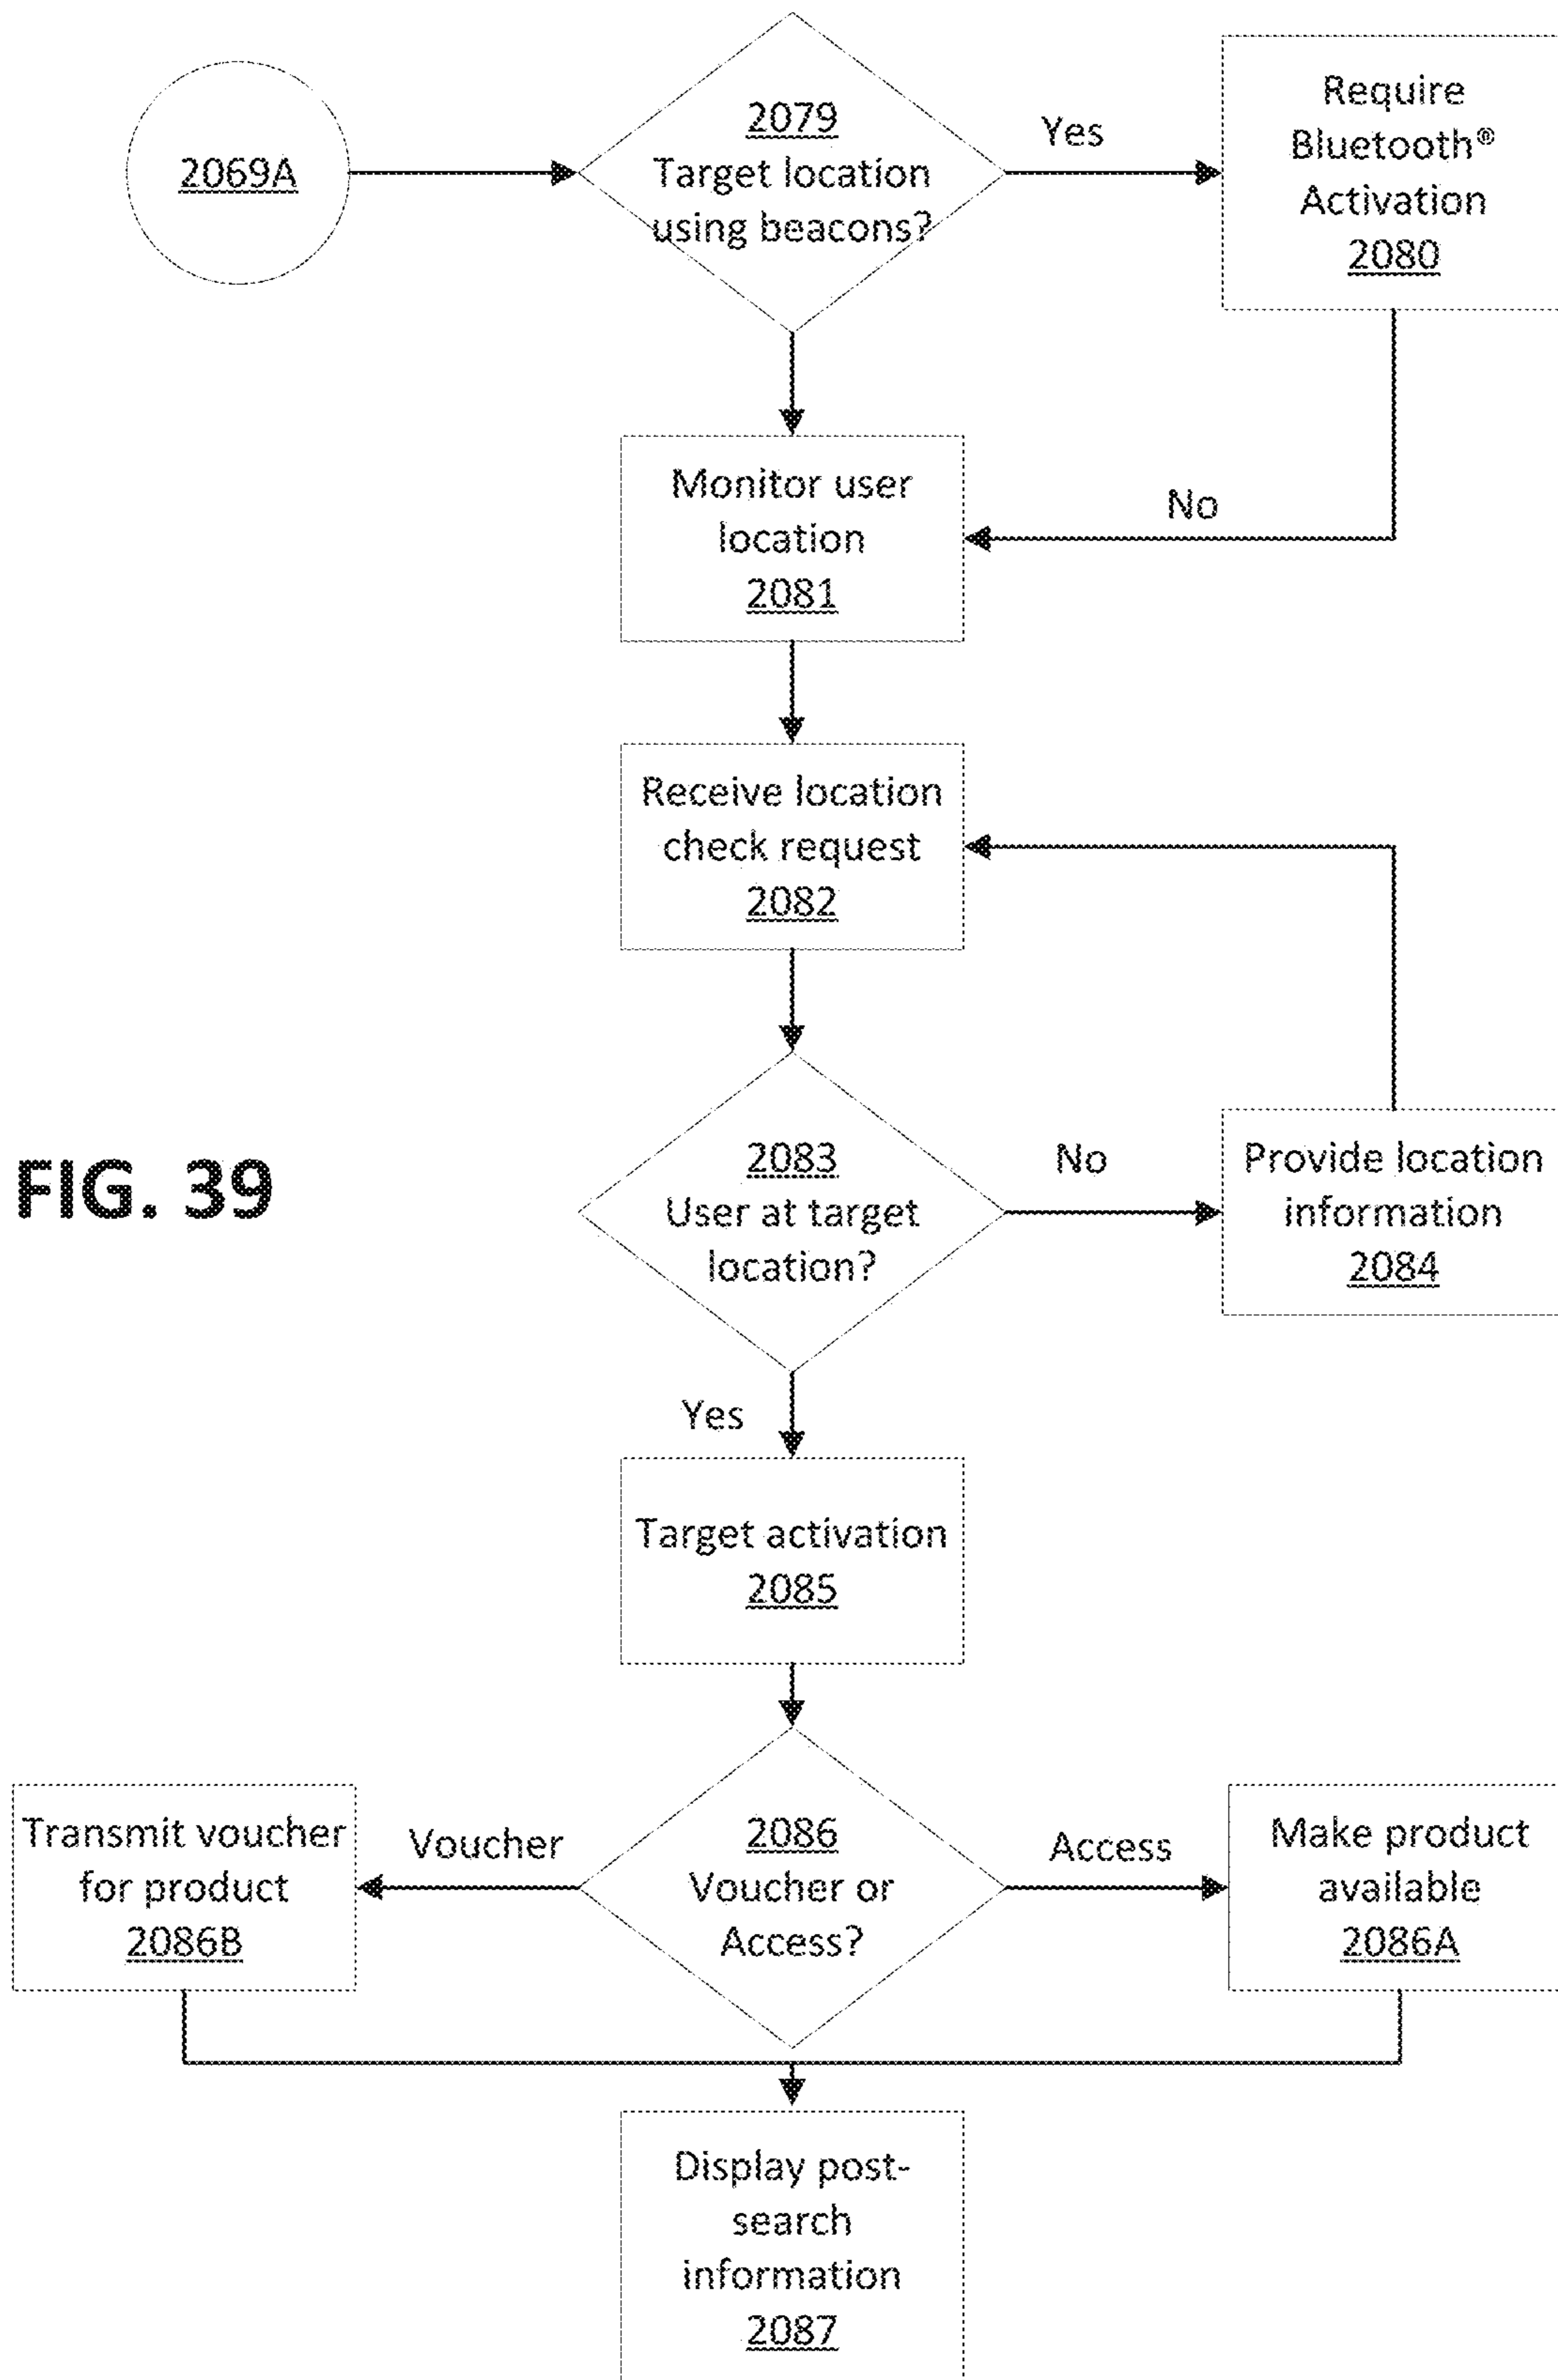 2069A
2079
Target location
using beacons?
Yes
Require
Bluetooth®
Activation
2080
Monitor user
location
2081
No
Receive location
check request
2082
FIG. 39
2083
User at target
location?
No
Provide location
information
2084
Yes
Target activation
2085
Transmit voucher
for product
2086B
Voucher
2086
Voucher or
Access?
Access
Make product
available
2086A
Display post-
search
information
2087